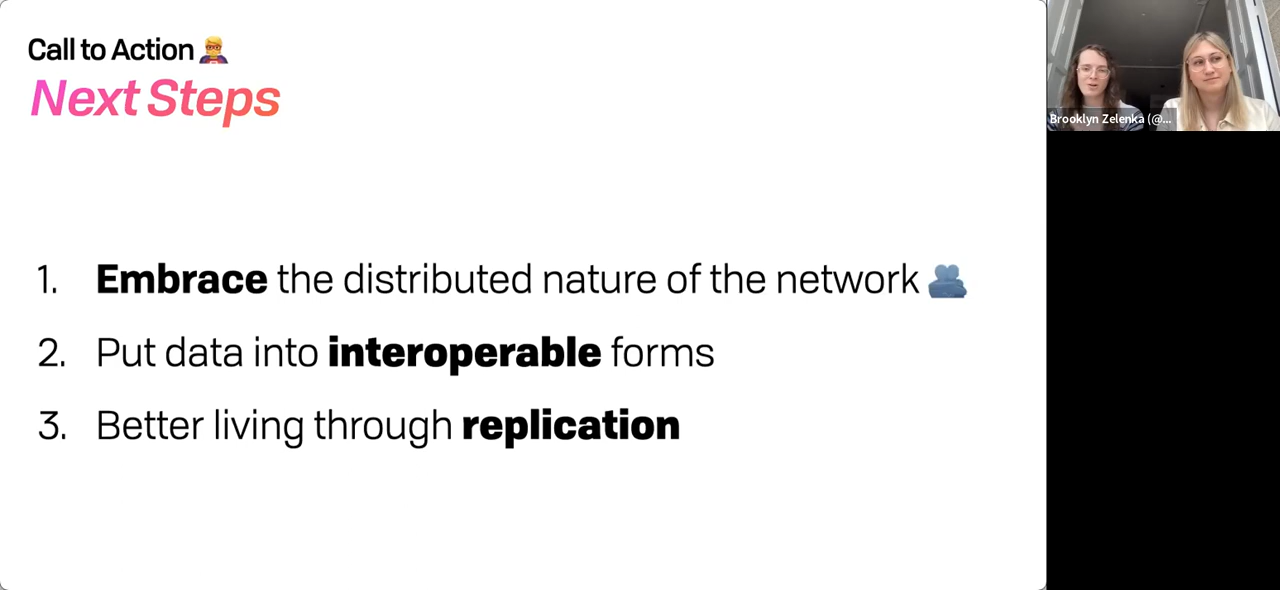 Call to Action 🦸
Next Steps
1. Embrace the distributed nature of the network 🫂
2. Put data into interoperable forms
3. Better living through replication
Brooklyn Zelenka (@...